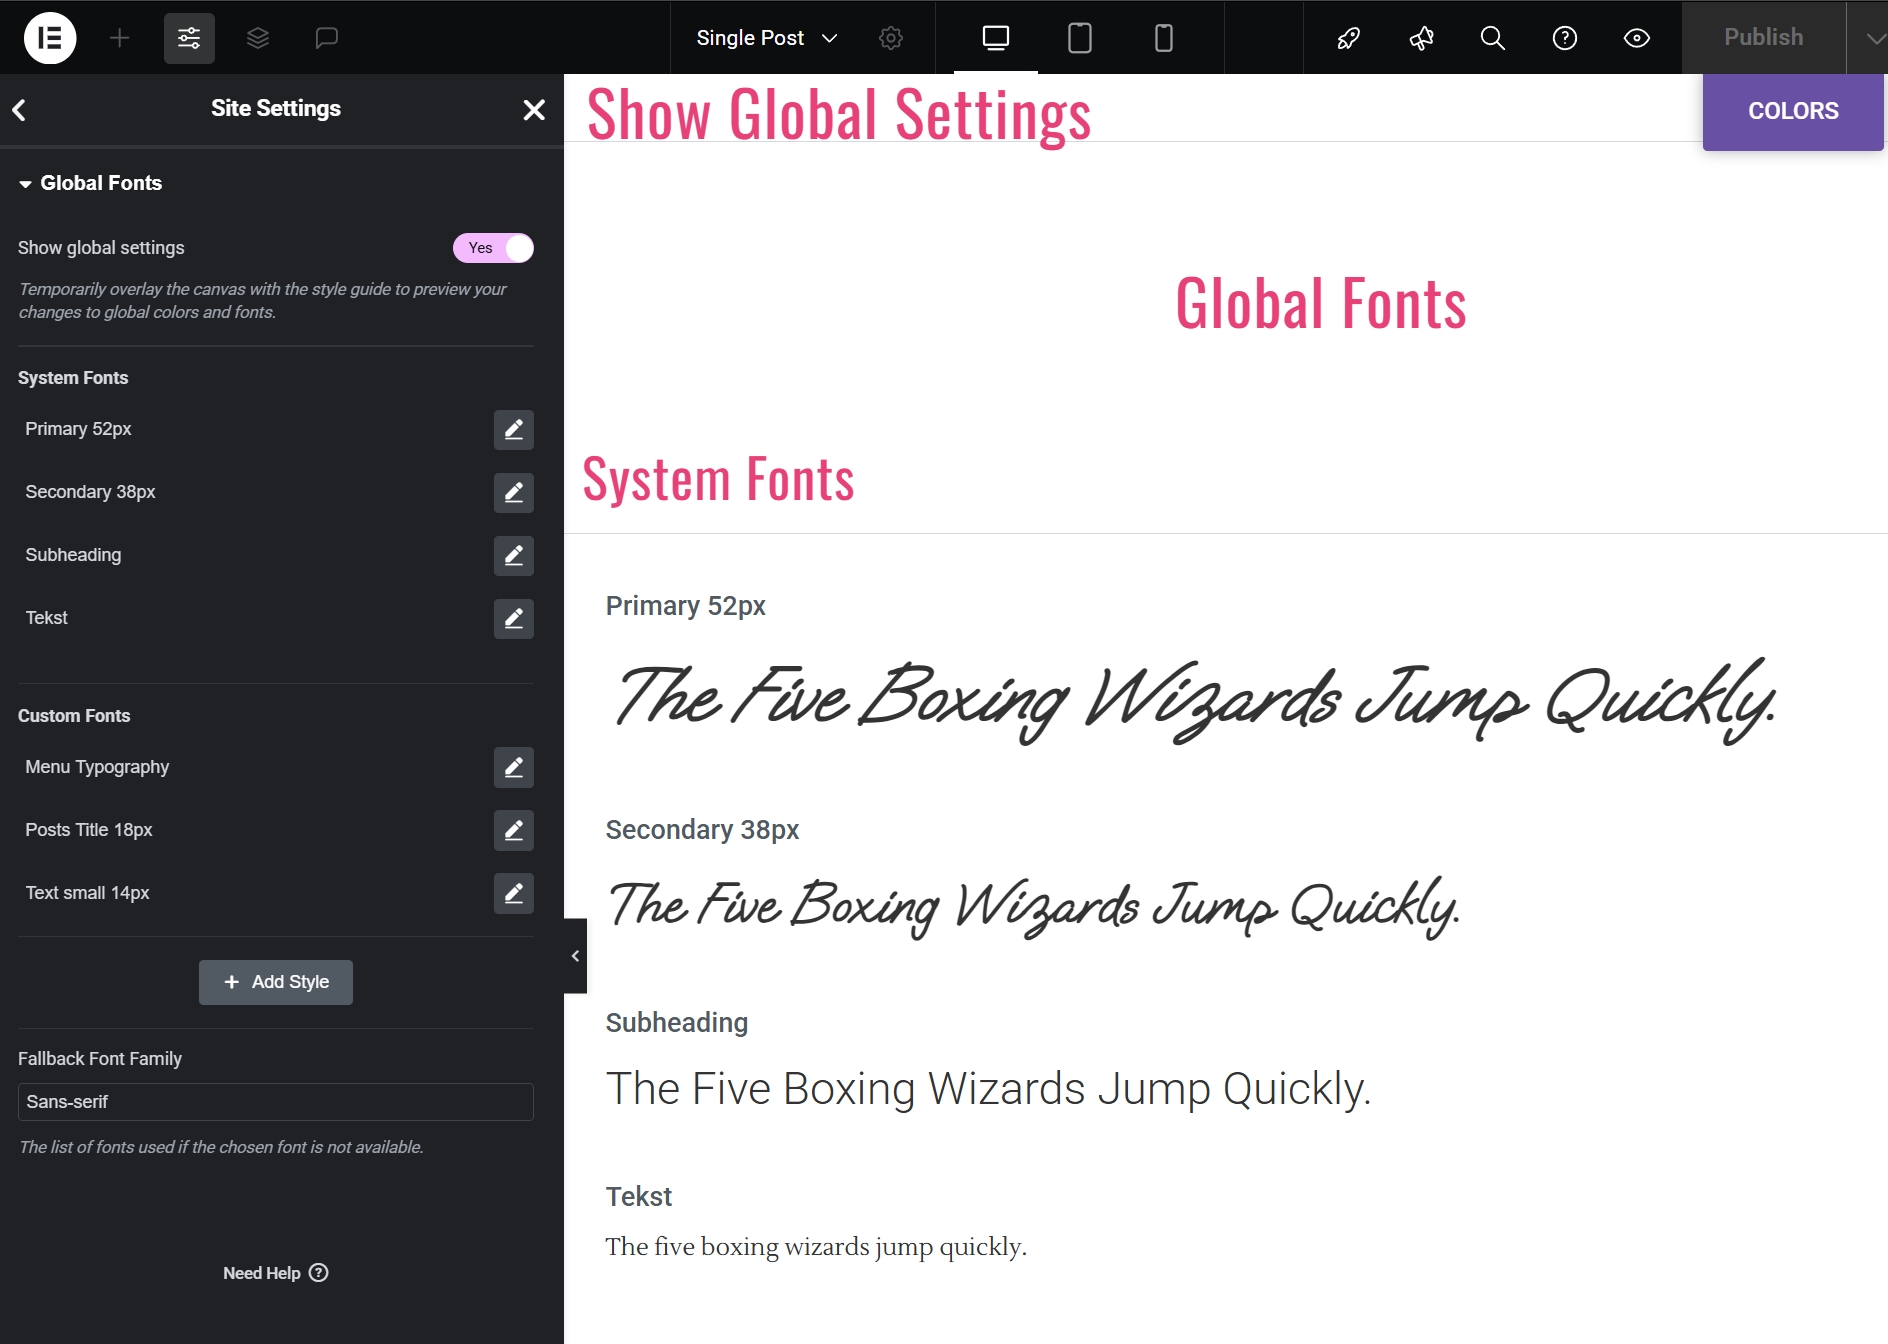 Single Post
Publish
Site Settings
Global Fonts
Show global settings
Yes
Temporarily overlay the canvas with the style guide to preview your
changes to global colors and fonts.
System Fonts
Primary 52px
Secondary 38px
Subheading
Tekst
Custom Fonts
Menu Typography
Posts Title 18px
Text small 14px
+ Add Style
Fallback Font Family
Sans-serif
The list of fonts used if the chosen font is not available.
Need Help
Show Global Settings
COLORS
Global Fonts
System Fonts
Primary 52px
The Five Boxing Wizards Jump Quickly.
Secondary 38px
The Five Boxing Wizards Jump Quickly.
Subheading
The Five Boxing Wizards Jump Quickly.
Tekst
The five boxing wizards jump quickly.